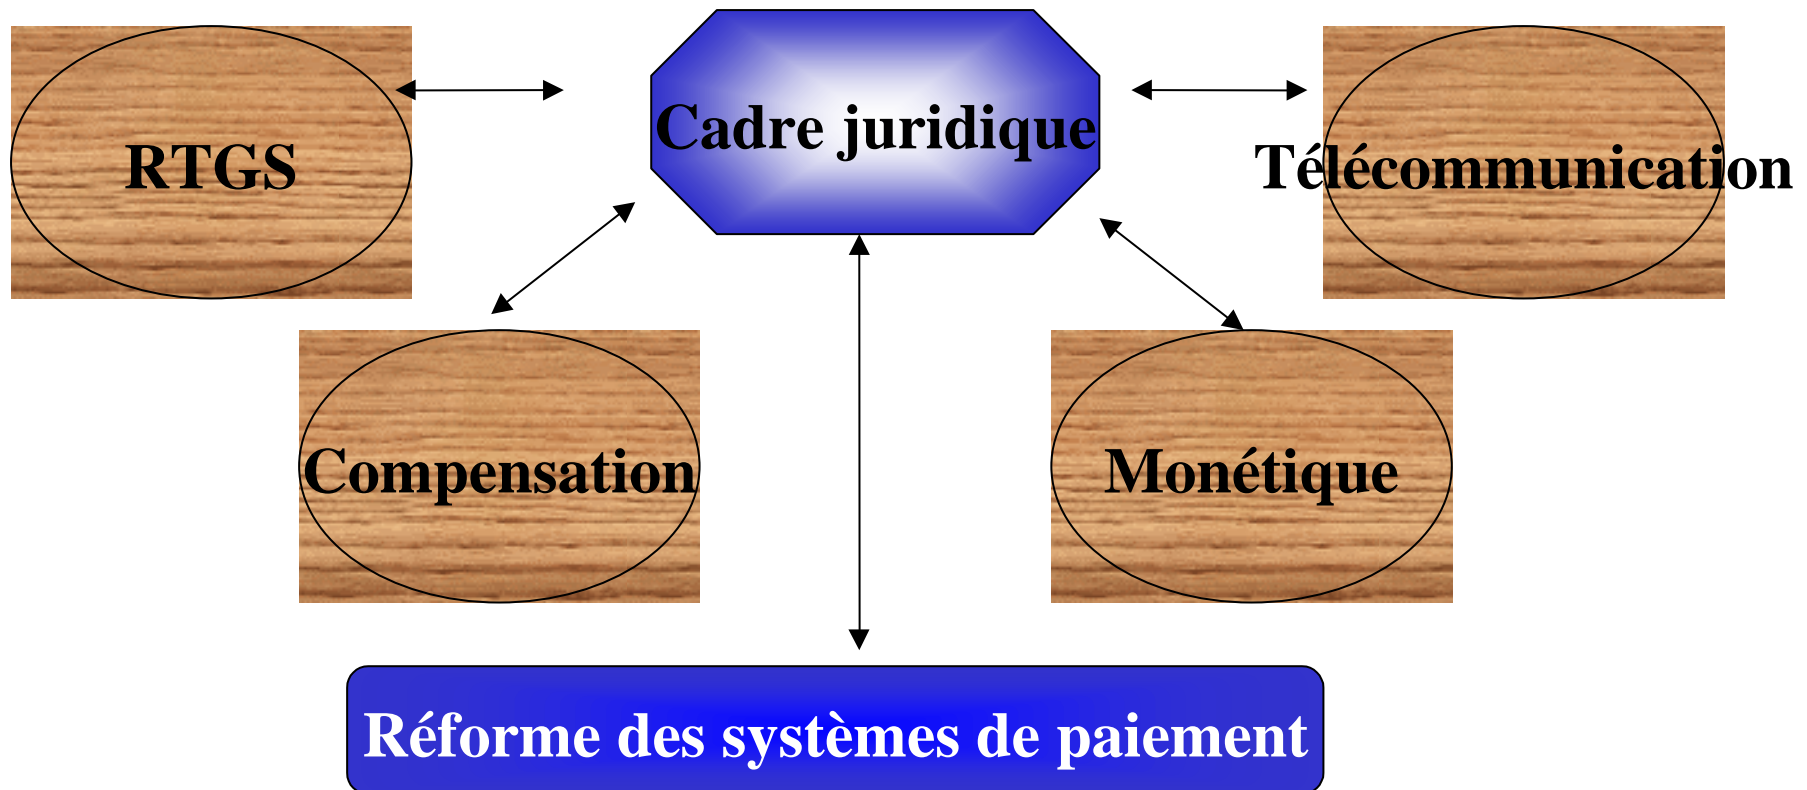 Cadre juridique
RTGS
Télécommunication
Compensation
Monétique
Réforme des systèmes de paiement